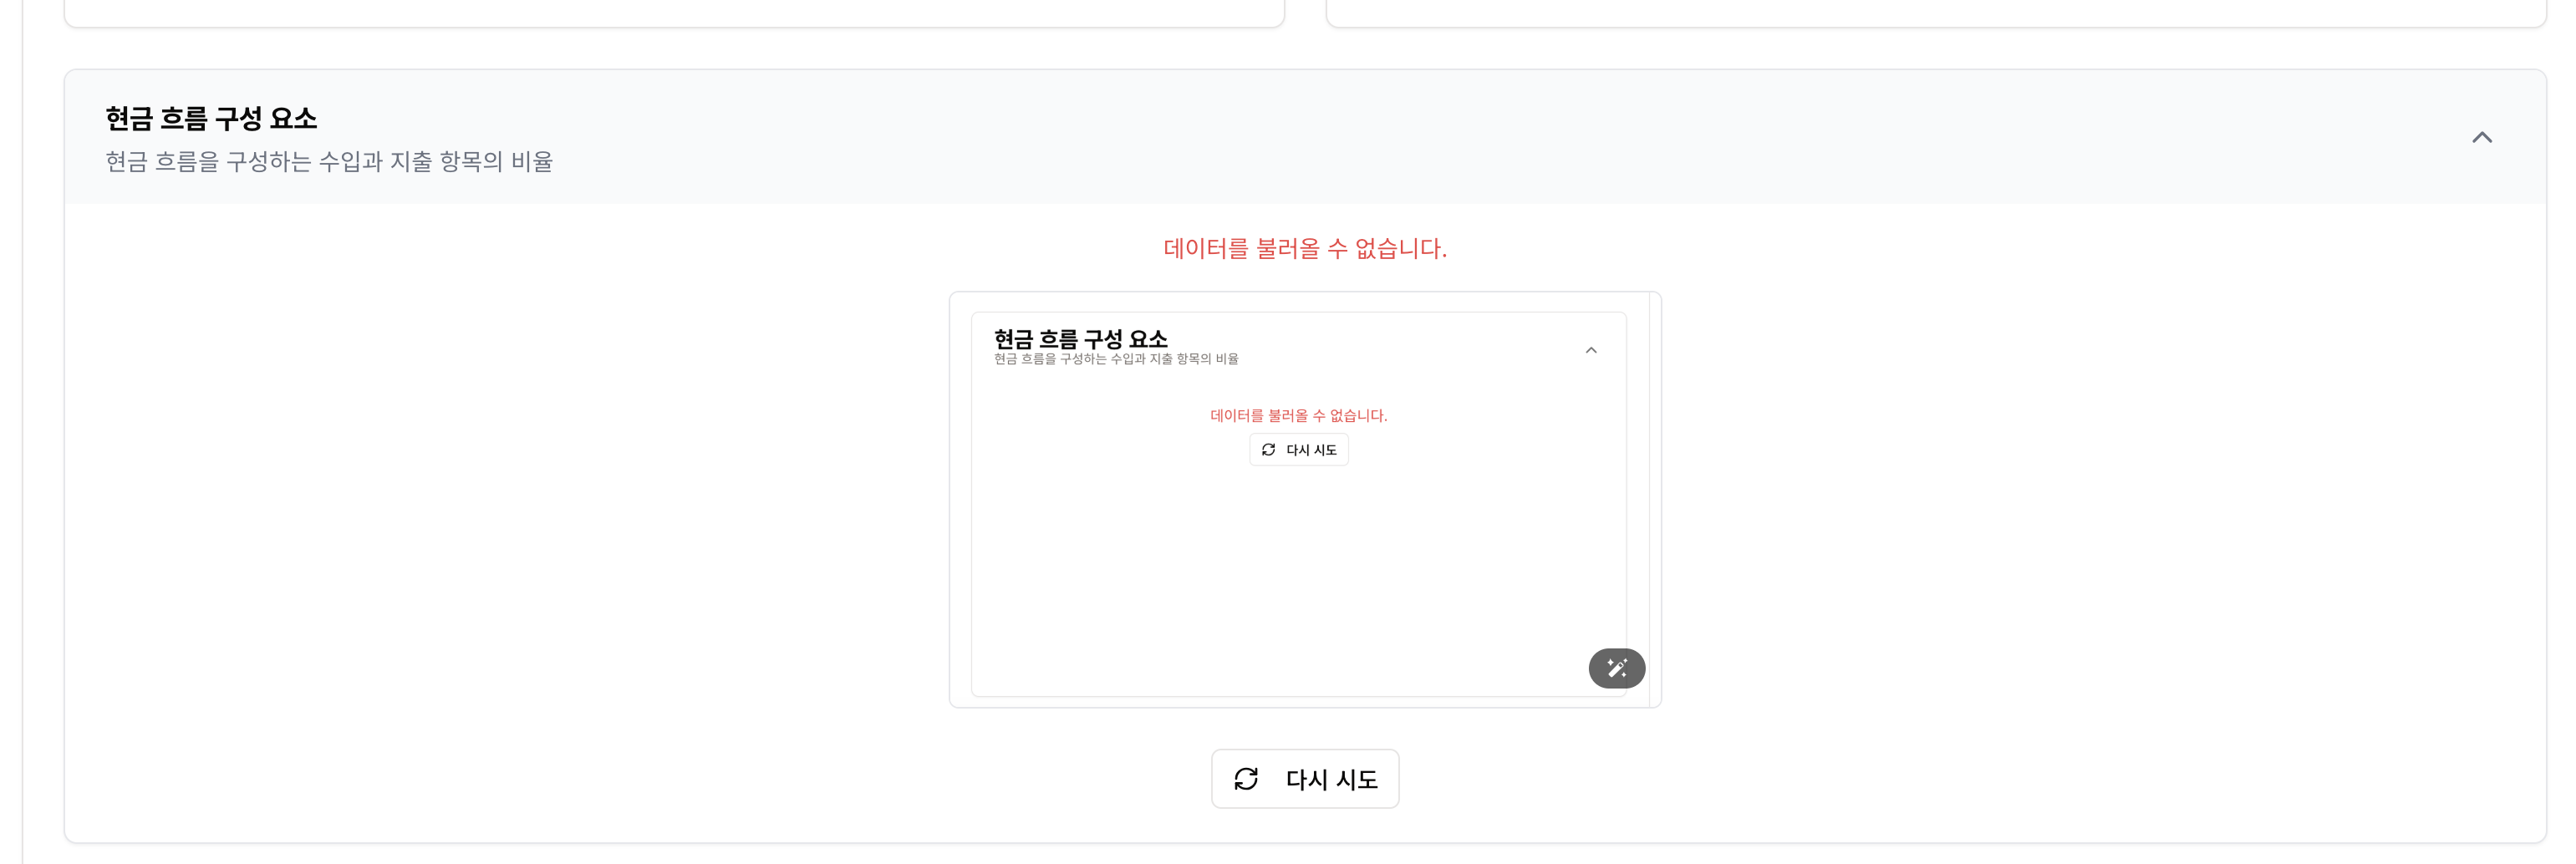 현금 흐름 구성 요소
현금 흐름을 구성하는 수입과 지출 항목의 비율
데이터를 불러올 수 없습니다.
현금 흐름 구성 요소
현금 흐름을 구성하는 수입과 지출 항목의 비율
데이터를 불러올 수 없습니다.
다시 시도
다시 시도